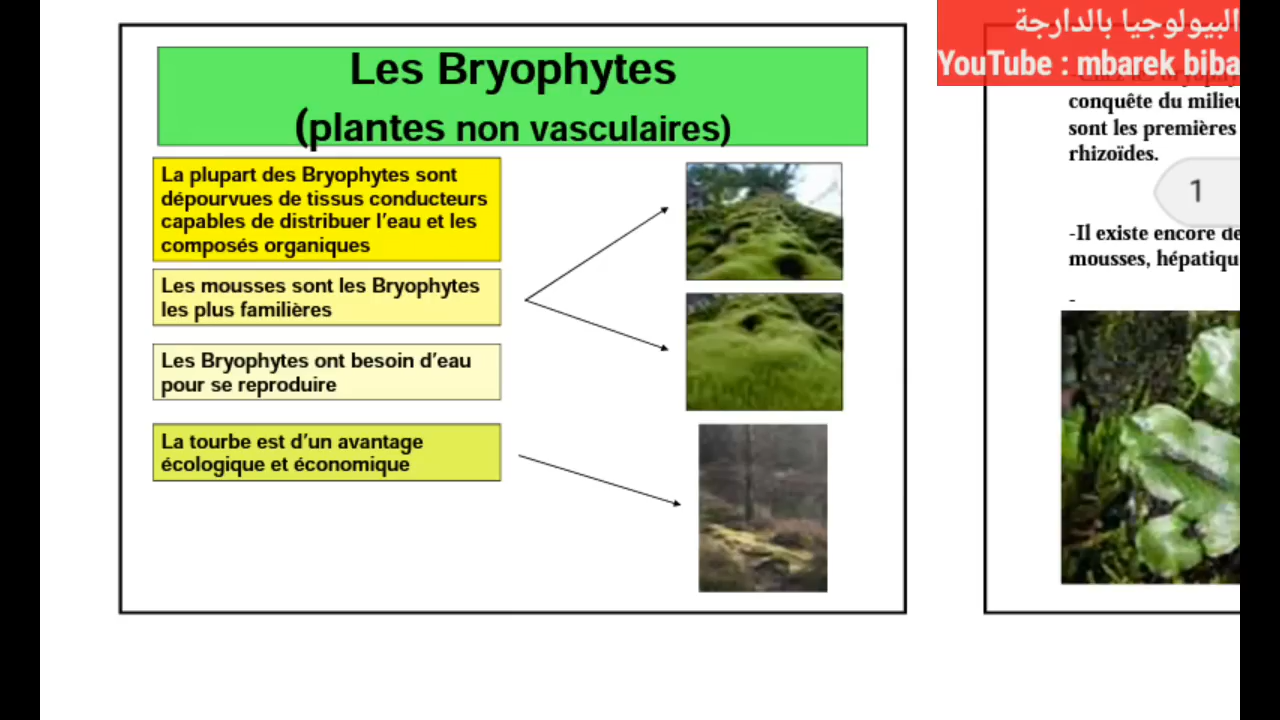 Les Bryophytes
(plantes non vasculaires)
La plupart des Bryophytes sont
dépourvues de tissus conducteurs
capables de distribuer l'eau et les
composés organiques
Les mousses sont les Bryophytes
les plus familières
Les Bryophytes ont besoin d'eau
pour se reproduire
La tourbe est d'un avantage
écologique et économique
البيولوجيا بالدارجة
YouTube : mbarek biba
conquête du milieu
sont les premières
rhizoïdes.
1
-Il existe encore de
mousses, hépatiqu
-